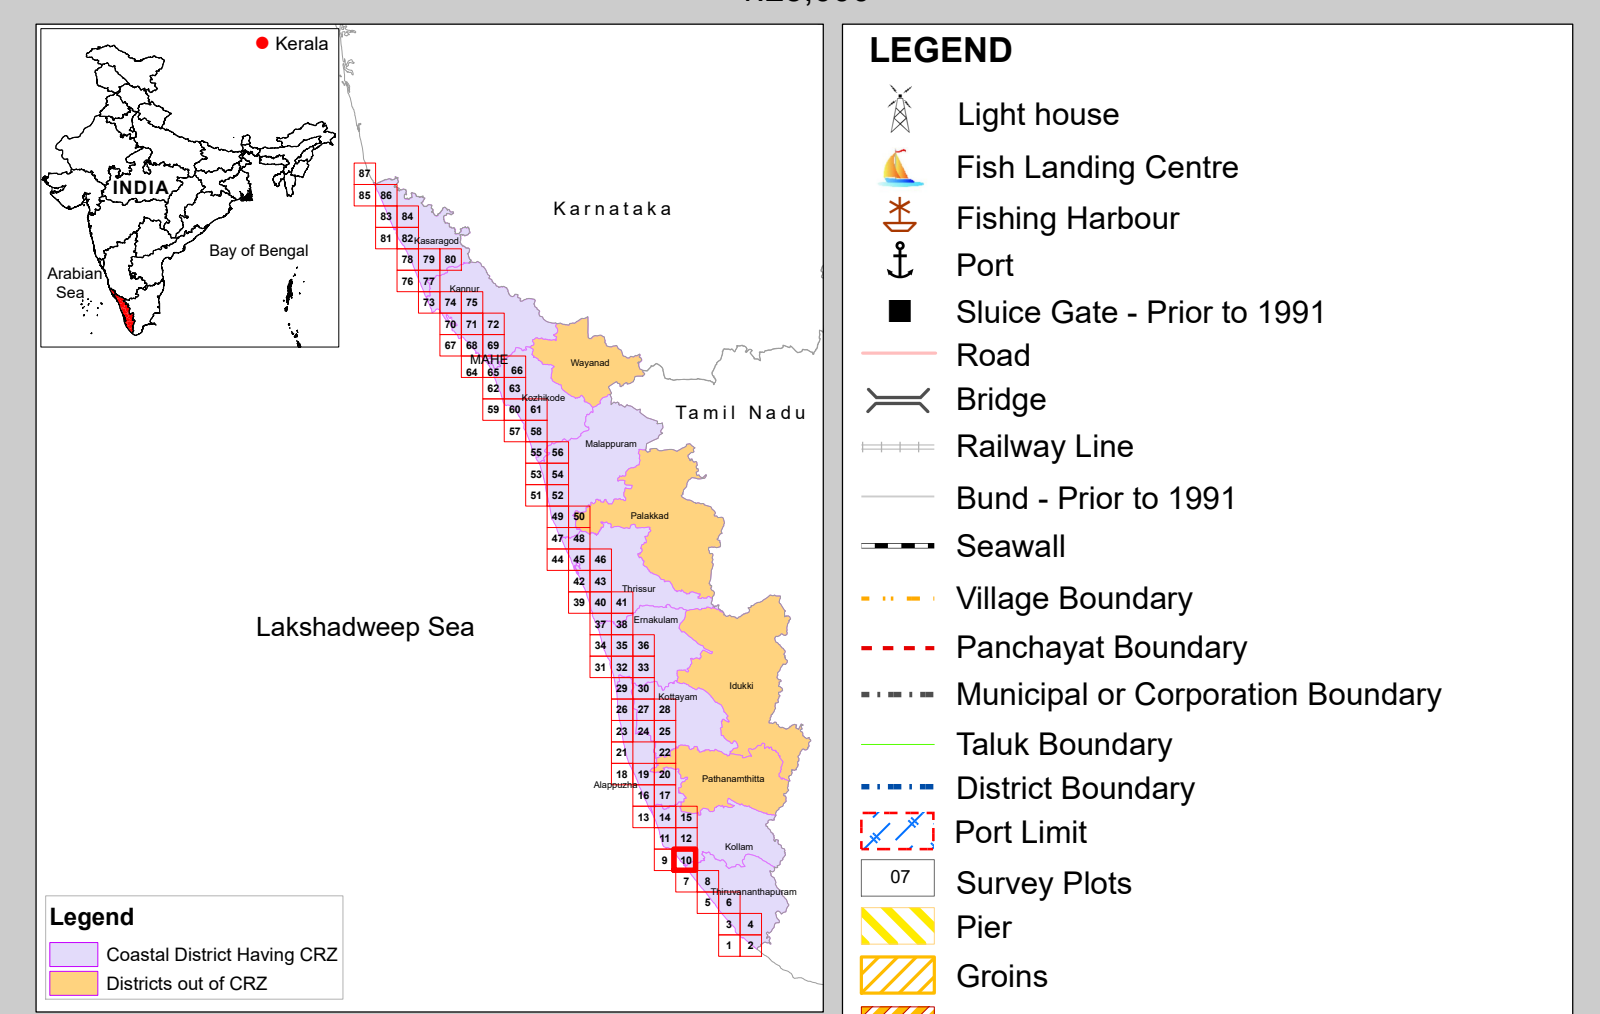 Kerala
INDIA
Bay of Bengal
Arabian
Sea
Karnataka
87
85 86
83 84
81 82 Kasaragod
78 79 80
76 77
Kannur
73 74 75
70 71 72
67 68 69
MAHE
64 65 66
Wayanad
62 63
Kozhikode
59 60 61
Tamil Nadu
57 58
Malappuram
55 56
53 54
51 52
49 50
Palakkad
47 48
44 45 46
42 43
Thrissur
39 40 41
37 38
Ernakulam
Lakshadweep Sea
34 35 36
31 32 33
29 30
Idukki
Kottayam
26 27 28
23 24 25
21 22
18 19 20
Pathanamthitta
Alappuzha
16 17
13 14 15
11 12
Kollam
9 10
7 8
Thiruvananthapuram
5 6
3 4
1 2
Legend
Coastal District Having CRZ
Districts out of CRZ
LEGEND
Light house
Fish Landing Centre
Fishing Harbour
Port
Sluice Gate - Prior to 1991
Road
Bridge
Railway Line
Bund - Prior to 1991
Seawall
Village Boundary
Panchayat Boundary
Municipal or Corporation Boundary
Taluk Boundary
District Boundary
Port Limit
07
Survey Plots
Pier
Groins